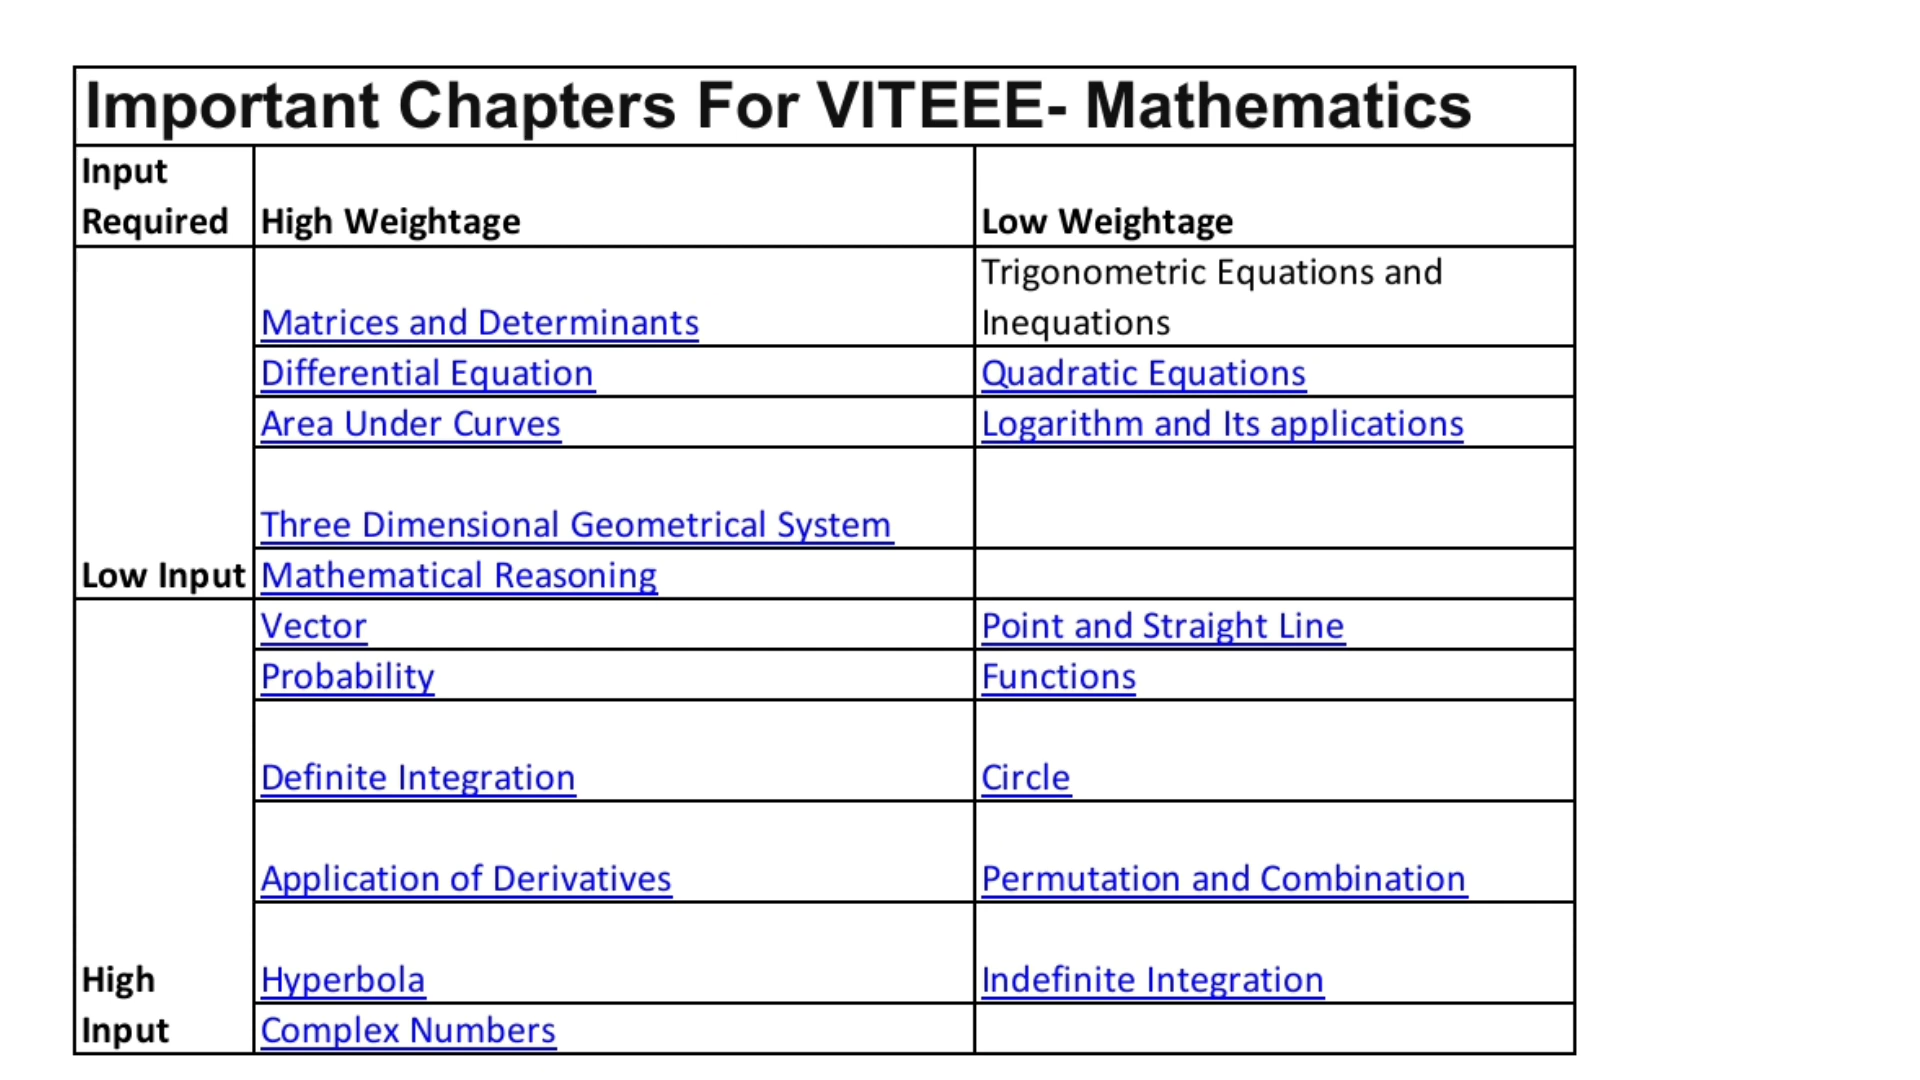 Important Chapters For VITEEE- Mathematics
Input
Required
High Weightage
Low Weightage
Low Input
Matrices and Determinants
Trigonometric Equations and
Inequations
Differential Equation
Quadratic Equations
Area Under Curves
Logarithm and Its applications
Three Dimensional Geometrical System
Mathematical Reasoning
High
Input
Vector
Point and Straight Line
Probability
Functions
Definite Integration
Circle
Application of Derivatives
Permutation and Combination
Hyperbola
Indefinite Integration
Complex Numbers